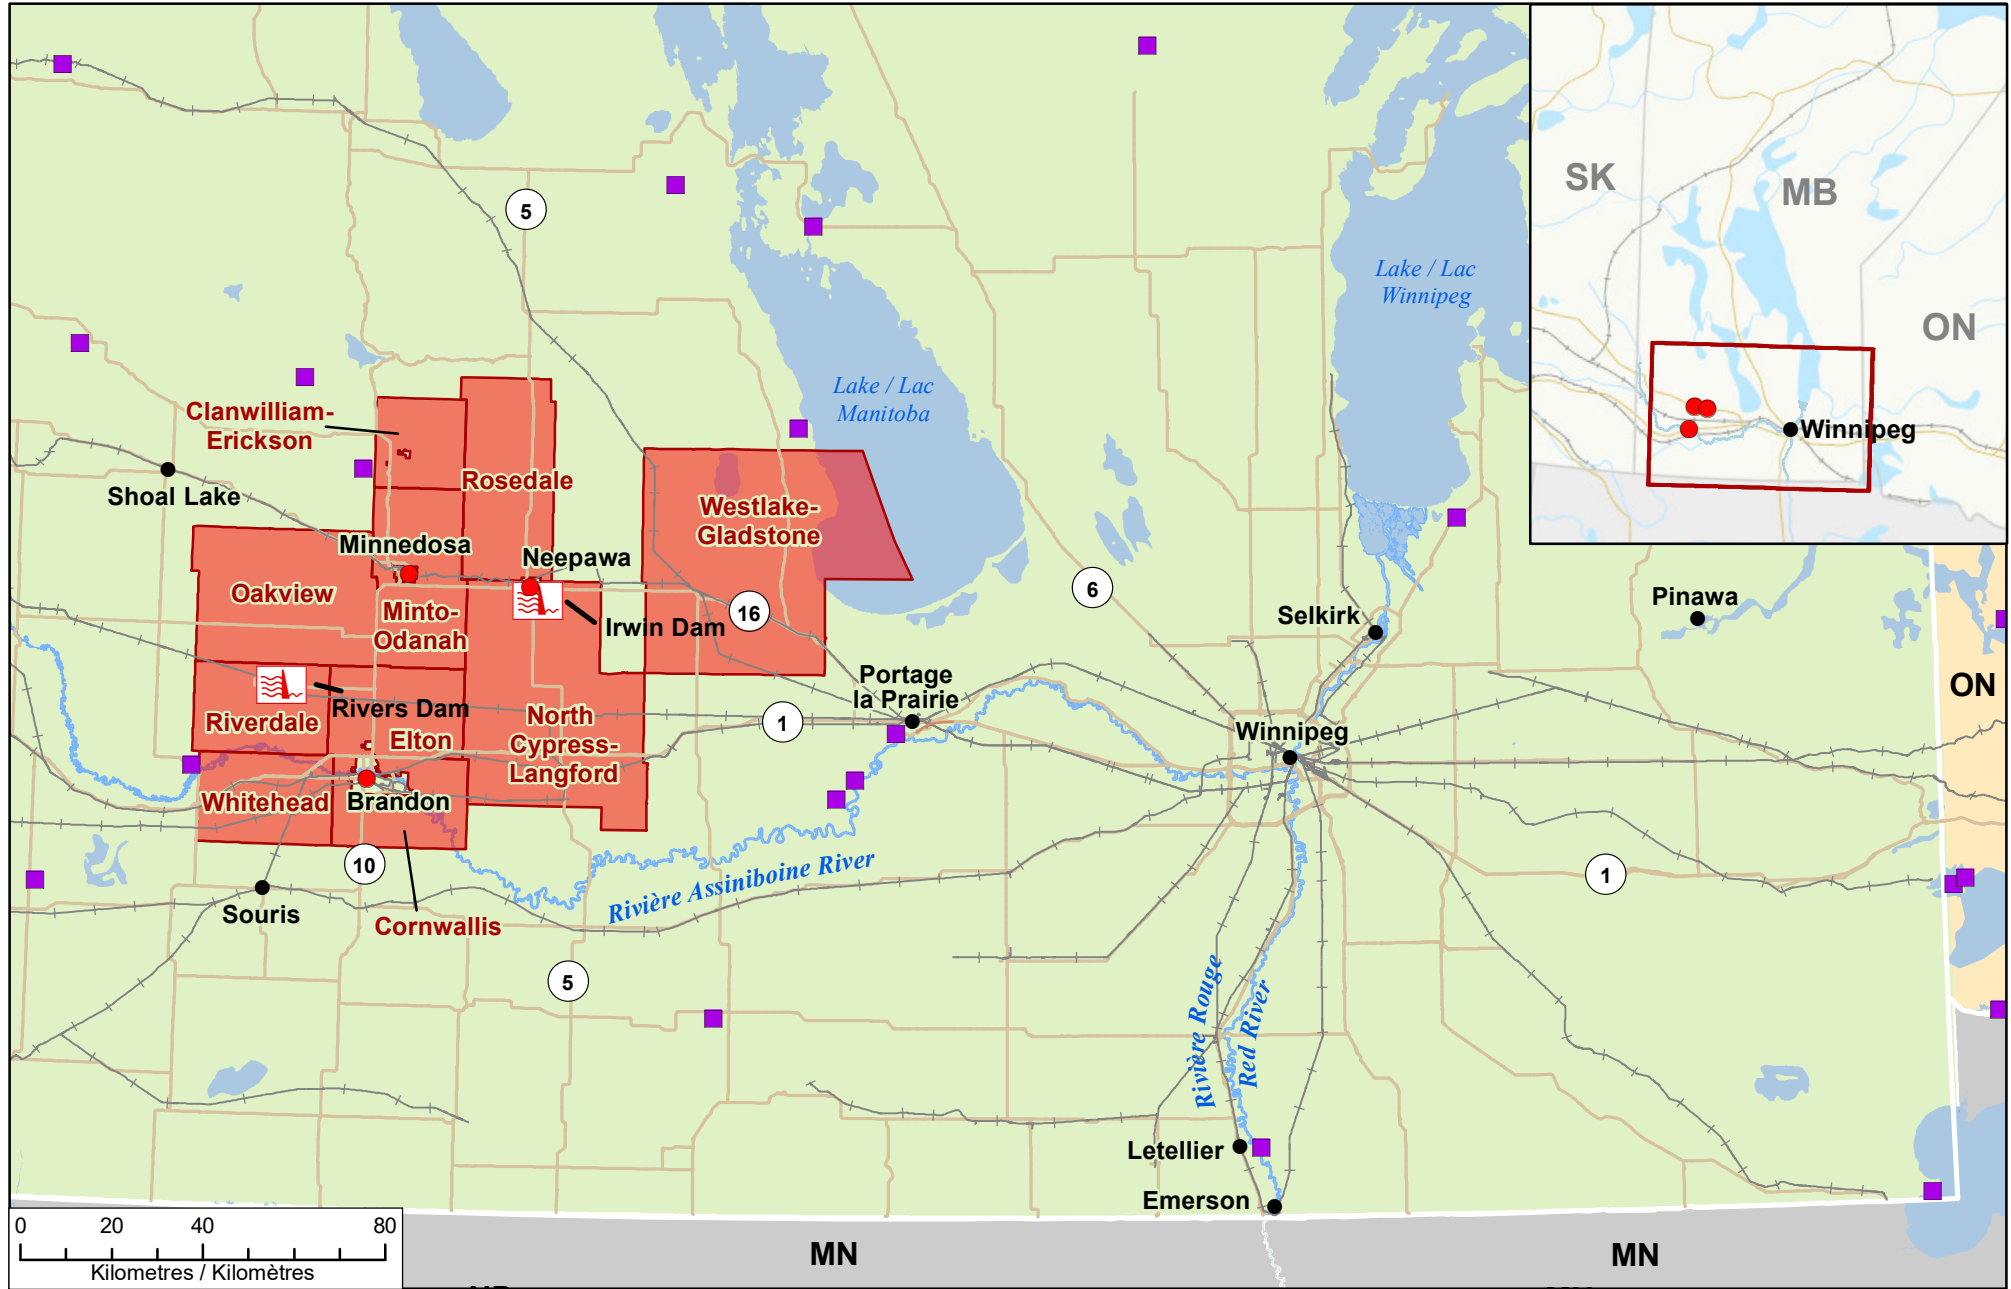 SK
MB
ON
Winnipeg
5
Lake / Lac
Winnipeg
Lake / Lac
Manitoba
Clanwilliam-
Erickson
Rosedale
Shoal Lake
Westlake-
Gladstone
Minnedosa
Neepawa
Oakview
Minto-
Odanah
Irwin Dam
16
6
Selkirk
Pinawa
ON
Portage
la Prairie
Rivers Dam
Riverdale
Elton
North
Cypress-
Langford
1
Winnipeg
Whitehead
Brandon
10
Rivière Assiniboine River
1
Souris
Cornwallis
5
Rivière Rouge
Red River
Letellier
Emerson
0 20 40 80
Kilometres / Kilomètres
MN
MN